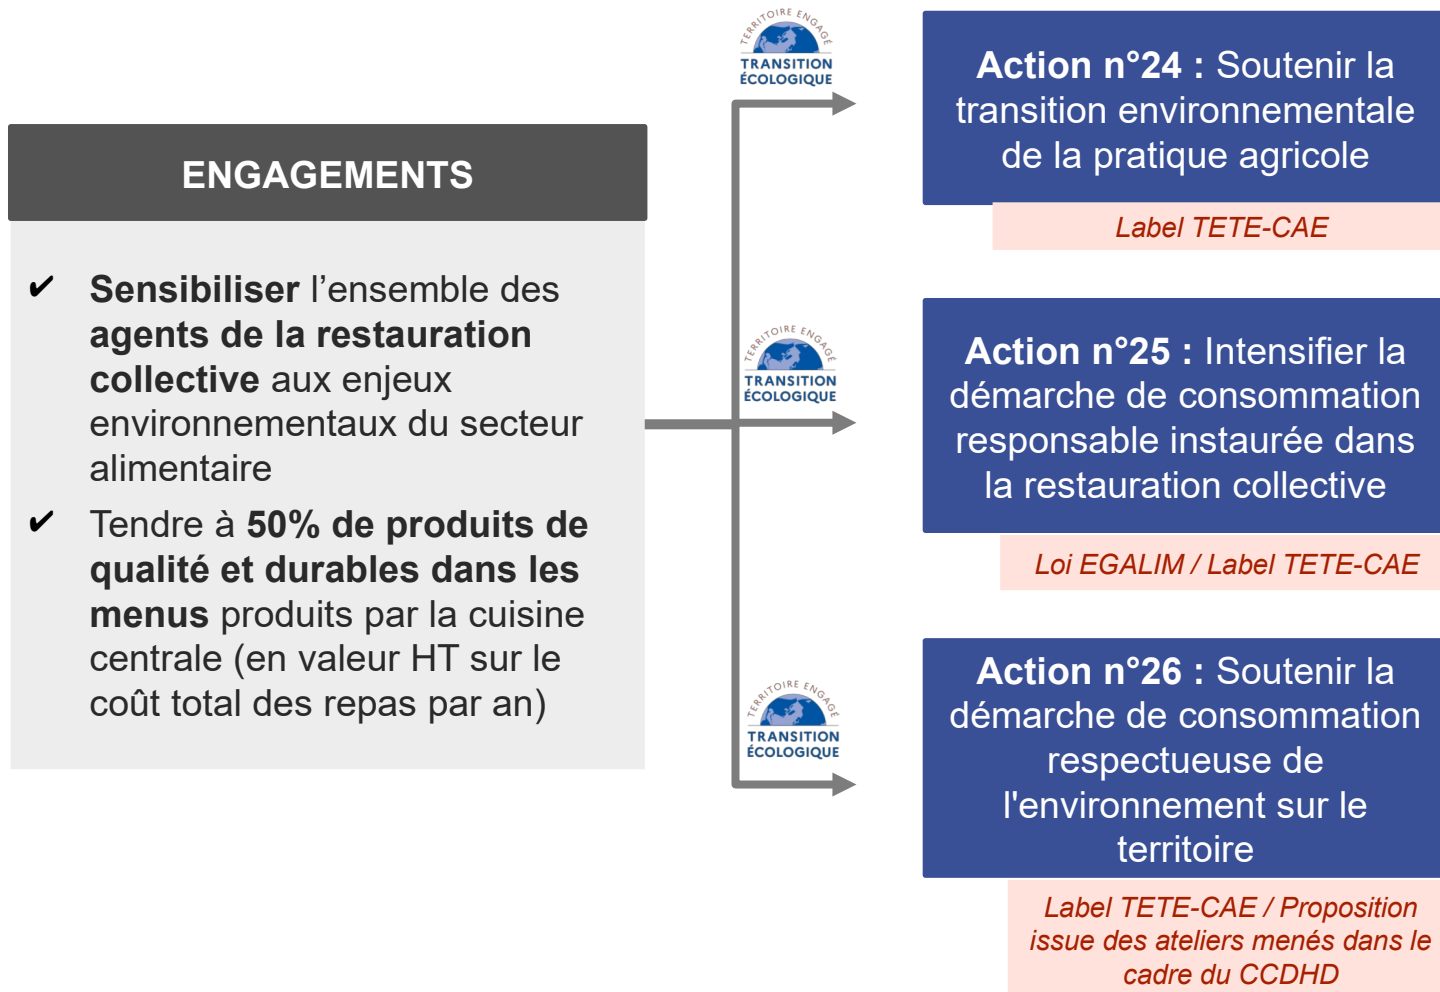 ENGAGEMENTS
✔ Sensibiliser l’ensemble des
agents de la restauration
collective aux enjeux
environnementaux du secteur
alimentaire
✔ Tendre à 50% de produits de
qualité et durables dans les
menus produits par la cuisine
centrale (en valeur HT sur le
coût total des repas par an)
TERRITOIRE ENGAGÉ
TRANSITION
ÉCOLOGIQUE
Action n°24 : Soutenir la
transition environnementale
de la pratique agricole
Label TETE-CAE
TERRITOIRE ENGAGÉ
TRANSITION
ÉCOLOGIQUE
Action n°25 : Intensifier la
démarche de consommation
responsable instaurée dans
la restauration collective
Loi EGALIM / Label TETE-CAE
TERRITOIRE ENGAGÉ
TRANSITION
ÉCOLOGIQUE
Action n°26 : Soutenir la
démarche de consommation
respectueuse de
l'environnement sur le
territoire
Label TETE-CAE / Proposition
issue des ateliers menés dans le
cadre du CCDHD